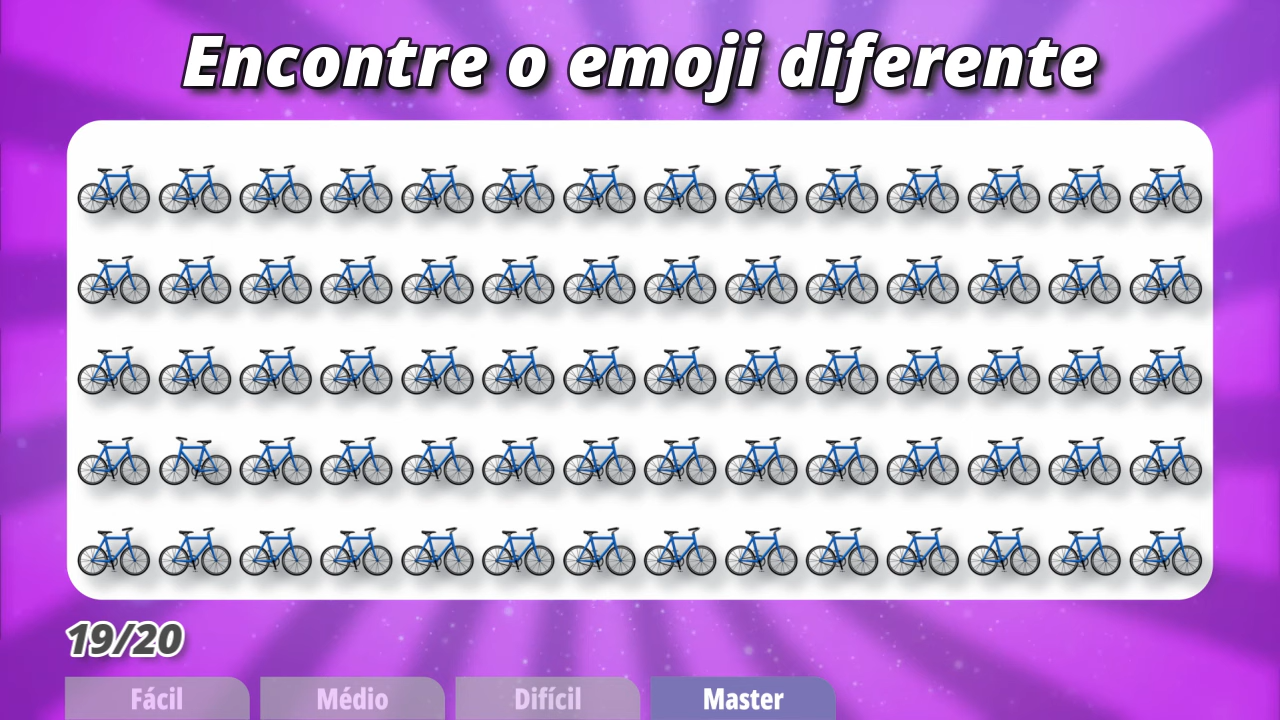 Encontre o emoji diferente
19/20
Fácil
Médio
Difícil
Master